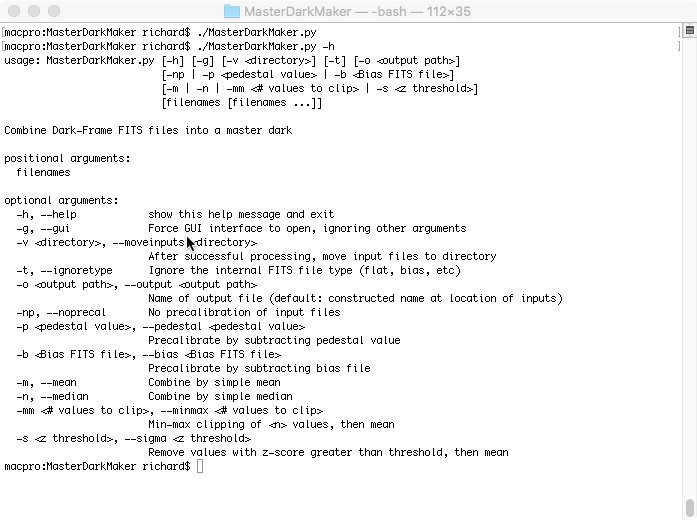 MasterDarkMaker — -bash — 112×35
[macpro:MasterDarkMaker richard$ ./MasterDarkMaker.py ]
[macpro:MasterDarkMaker richard$ ./MasterDarkMaker.py -h ]
usage: MasterDarkMaker.py [-h] [-g] [-v <directory>] [-t] [-o <output path>]
[-np | -p <pedestal value> | -b <Bias FITS file>]
[-m | -n | -mm <# values to clip> | -s <z threshold>]
[filenames [filenames ...]]
Combine Dark-Frame FITS files into a master dark
positional arguments:
filenames
optional arguments:
-h, --help show this help message and exit
-g, --gui Force GUI interface to open, ignoring other arguments
-v <directory>, --moveinputs <directory>
After successful processing, move input files to directory
-t, --ignoretype Ignore the internal FITS file type (flat, bias, etc)
-o <output path>, --output <output path>
Name of output file (default: constructed name at location of inputs)
-np, --noprecal No precalibration of input files
-p <pedestal value>, --pedestal <pedestal value>
Precalibrate by subtracting pedestal value
-b <Bias FITS file>, --bias <Bias FITS file>
Precalibrate by subtracting bias file
-m, --mean Combine by simple mean
-n, --median Combine by simple median
-mm <# values to clip>, --minmax <# values to clip>
Min-max clipping of <n> values, then mean
-s <z threshold>, --sigma <z threshold>
Remove values with z-score greater than threshold, then mean
macpro:MasterDarkMaker richard$